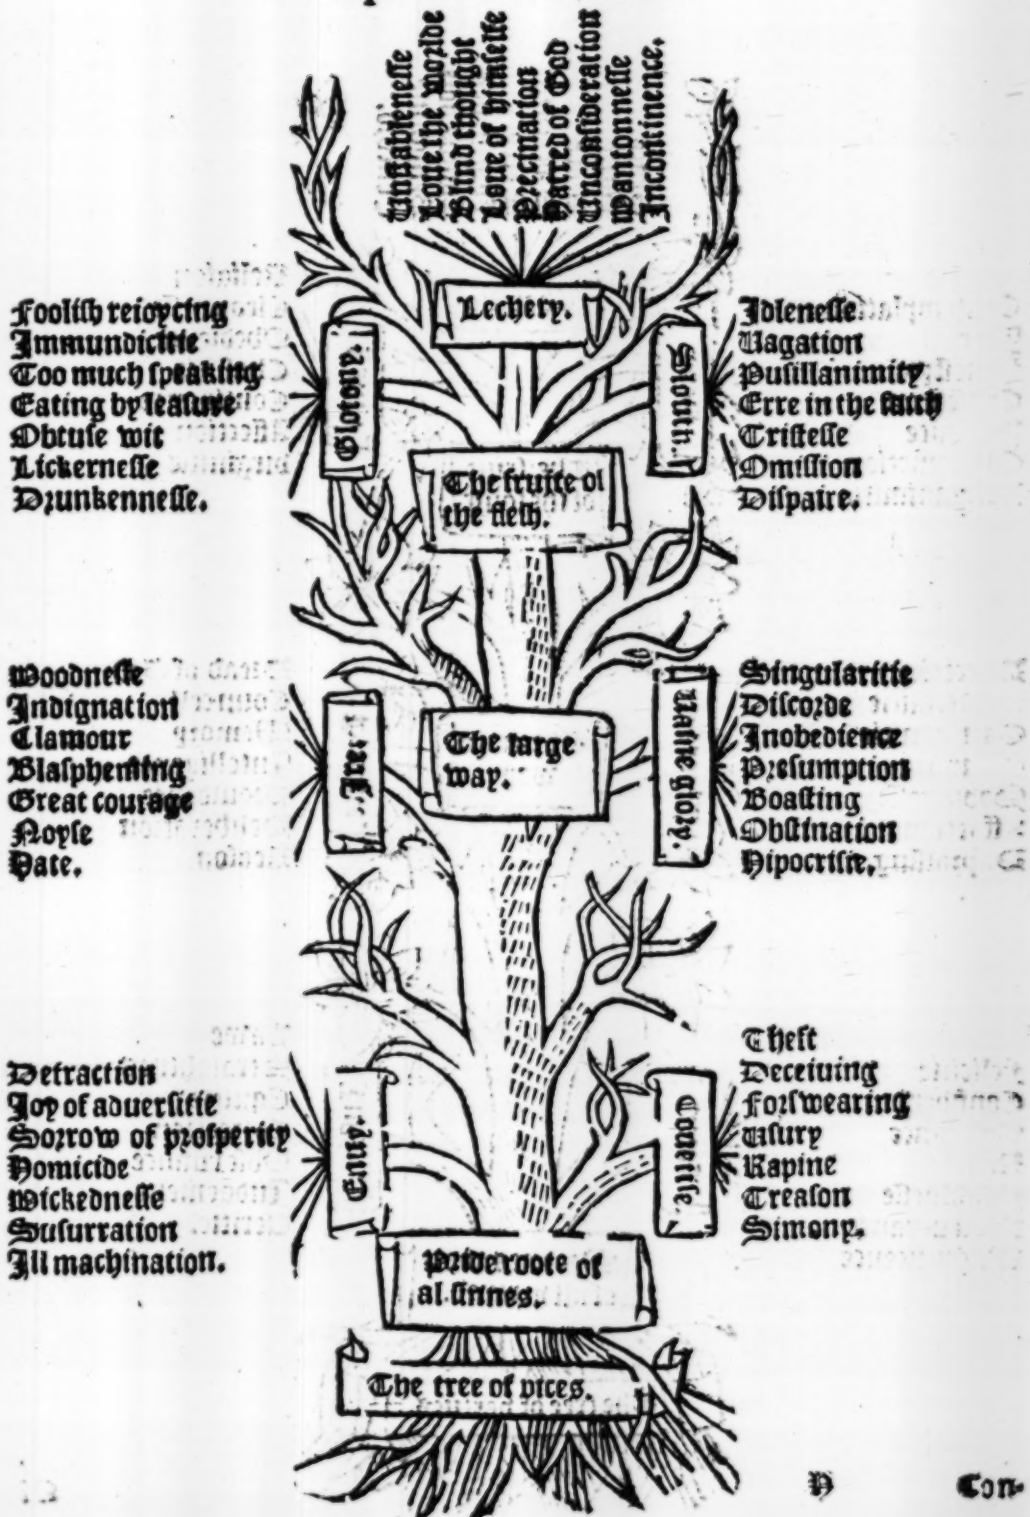 Unstablenesse
Loue the worlde
Blind thought
Loue of himselfe
Precination
Hatred of God
Unconsideration
Wantonnesse
Incontinence.
Lechery.
Foolish reioycing
Immundicitie
Too much speaking
Eating by leasure
Obtuse wit
Lickernesse
Drunkennesse.
Glotony.
Slouth.
Idlenesse
Uagation
Pusillanimity
Erre in the faith
Tristesse
Omission
Dispaire.
The fruite of
the flesh.
Woodnesse
Indignation
Clamour
Blaspheming
Great courage
Noyse
Hate.
Ire.
The large
way.
Uaine glory.
Singularitie
Discorde
Inobedience
Presumption
Boasting
Obstination
Hipocrisie.
Detraction
Ioy of aduersitie
Sorrow of prosperity
Homicide
Wickednesse
Susurration
Ill machination.
Enuy.
Couetise.
Theft
Deceiuing
Forswearing
Usury
Rapine
Treason
Simony.
Pride roote of
al sinnes.
The tree of vices.
Con-